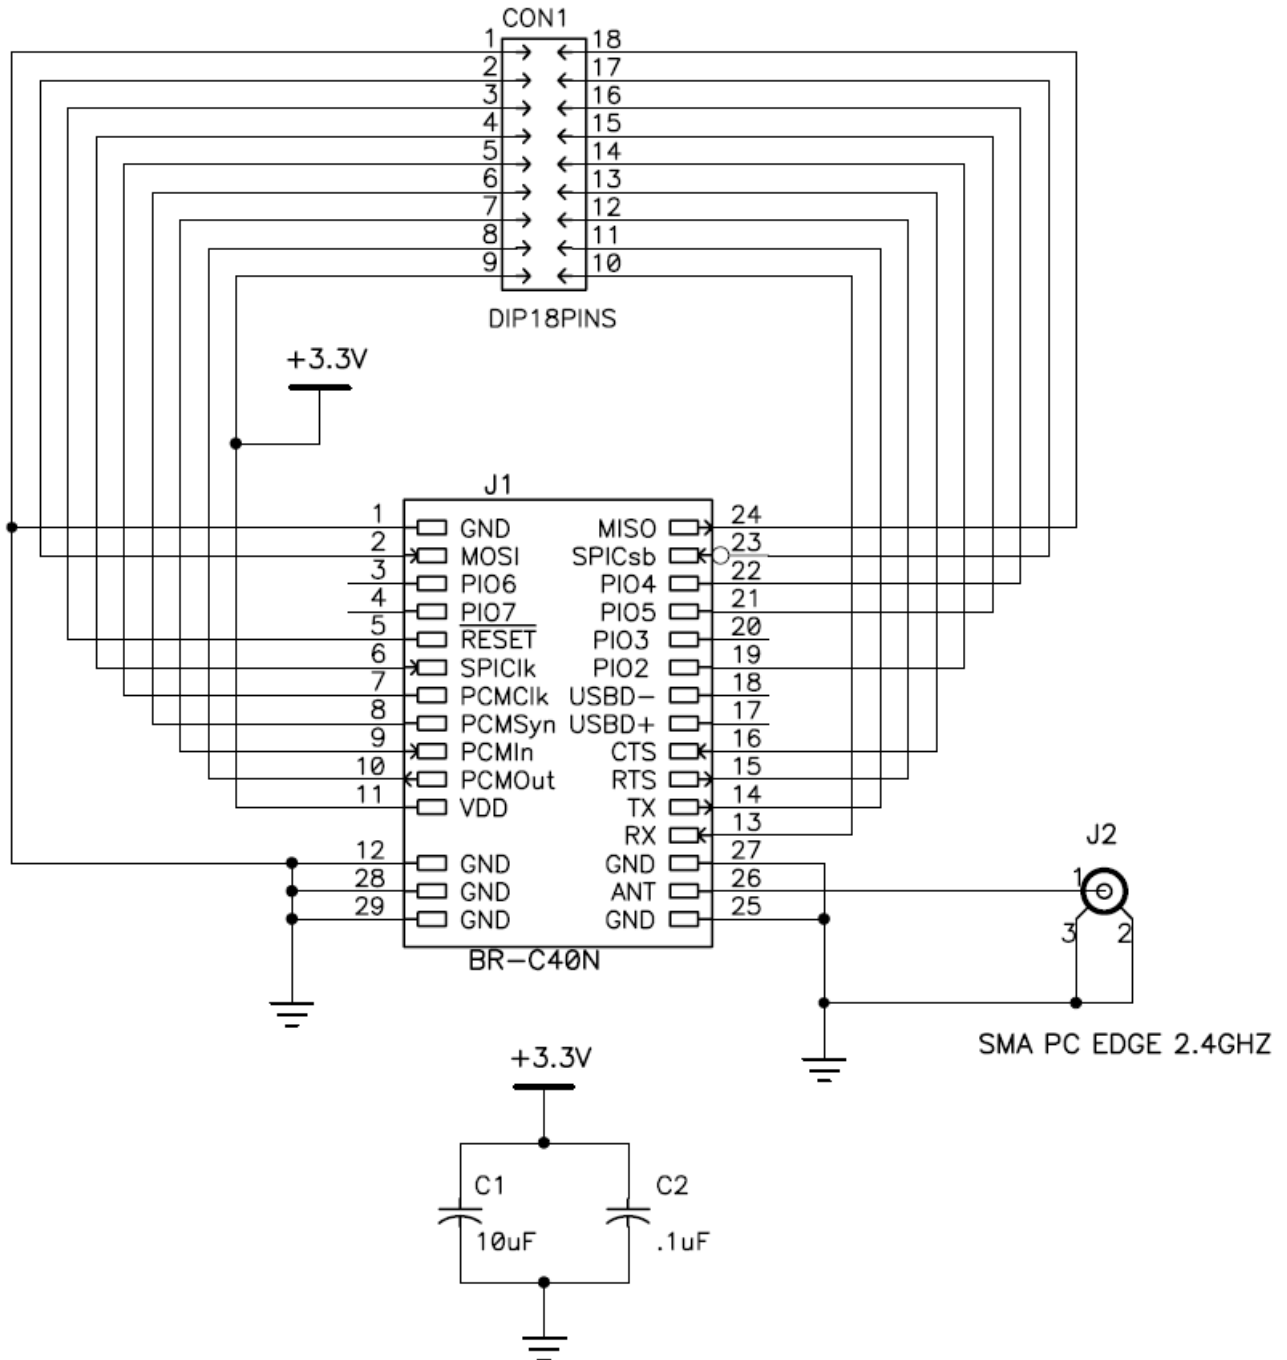 CON1
1 18
2 17
3 16
4 15
5 14
6 13
7 12
8 11
9 10
DIP18PINS
+3.3V
J1
1 GND MISO 24
2 MOSI SPICsb 23
3 PIO6 PIO4 22
4 PIO7 PIO5 21
5 RESET PIO3 20
6 SPIClk PIO2 19
7 PCMClk USBD- 18
8 PCMSyn USBD+ 17
9 PCMIn CTS 16
10 PCMOut RTS 15
11 VDD TX 14
RX 13
12 GND GND 27
28 GND ANT 26
29 GND GND 25
BR-C40N
J2
1
3 2
SMA PC EDGE 2.4GHZ
+3.3V
C1 C2
10uF .1uF